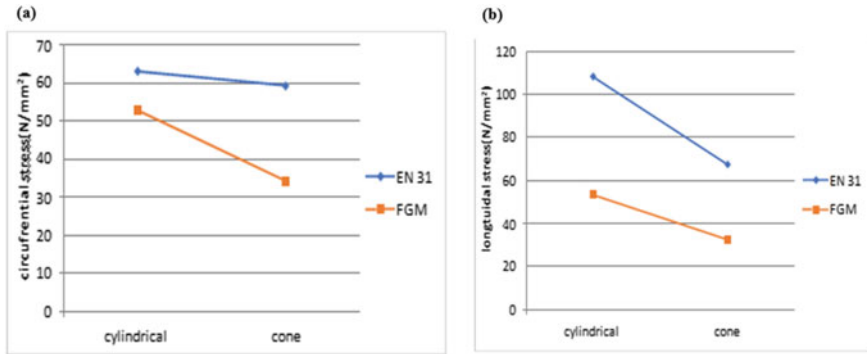 (a)
circufrential stress(N/mm²)
70
60
50
40
30
20
10
0
cylindrical cone
EN 31
FGM
(b)
longtuidal stress(N/mm²)
120
100
80
60
40
20
0
cylindrical cone
EN 31
FGM